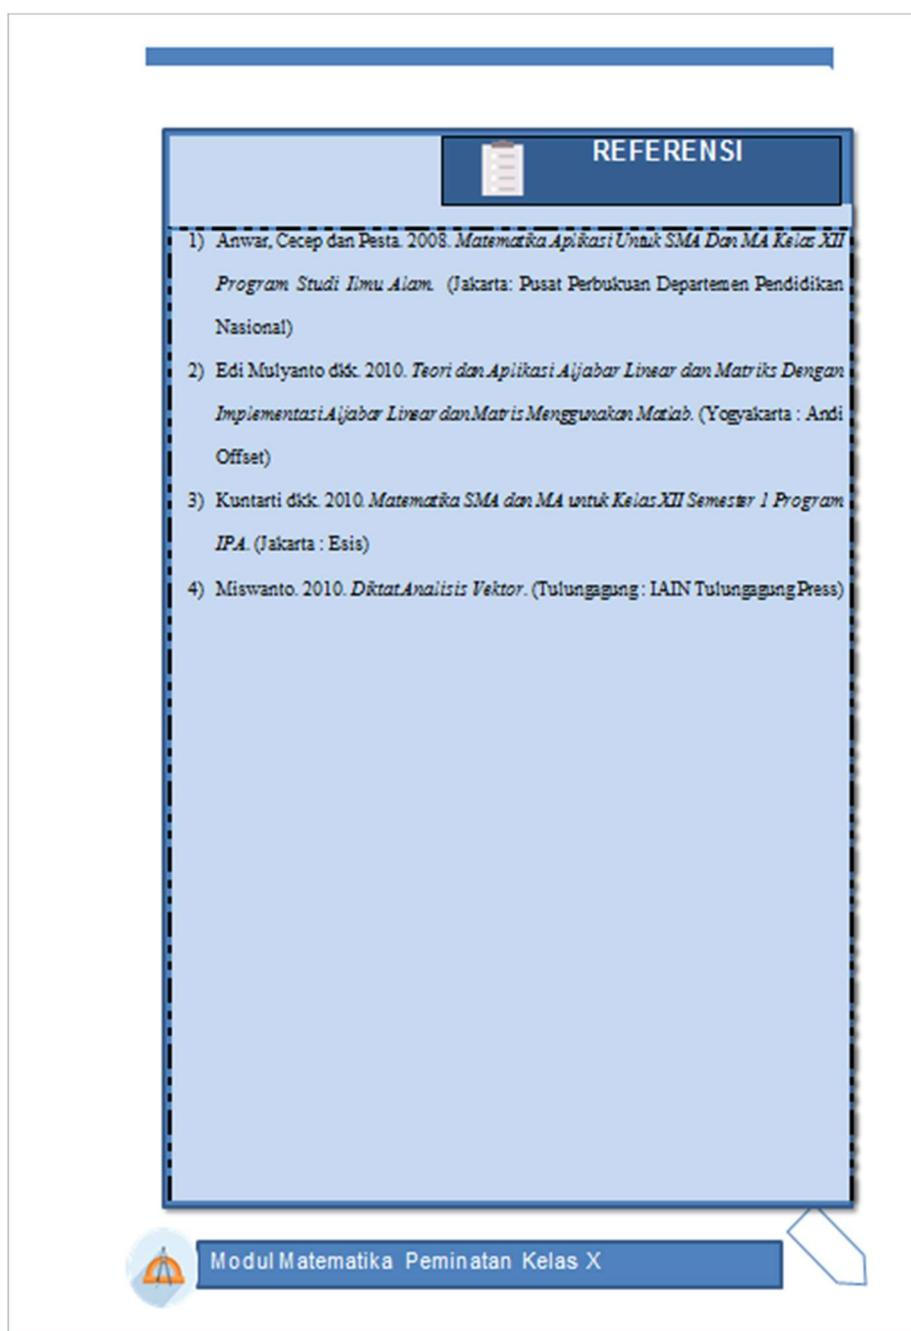 REFERENSI
1) Anwar, Cecep dan Pesta. 2008. Matematika Aplikasi Untuk SMA Dan MA Kelas XII
Program Studi Ilmu Alam. (Jakarta: Pusat Perbukuan Departemen Pendidikan
Nasional)
2) Edi Mulyanto dkk. 2010. Teori dan Aplikasi Aljabar Linear dan Matriks Dengan
Implementasi Aljabar Linear dan Matris Menggunakan Matlab. (Yogyakarta : Andi
Offset)
3) Kuntarti dkk. 2010. Matematika SMA dan MA untuk Kelas XII Semester 1 Program
IPA. (Jakarta : Esis)
4) Miswanto. 2010. Diktat Analisis Vektor. (Tulungagung : IAIN Tulungagung Press)
Modul Matematika Peminatan Kelas X